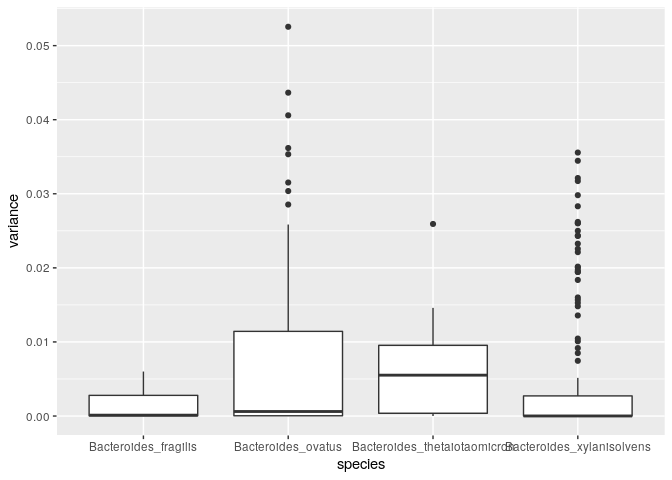 0.05
0.04
variance
0.03
0.02
0.01
0.00
Bacteroides_fragilis Bacteroides_ovatus Bacteroides_thetaiotaomicron Bacteroides_xylanisolvens
species